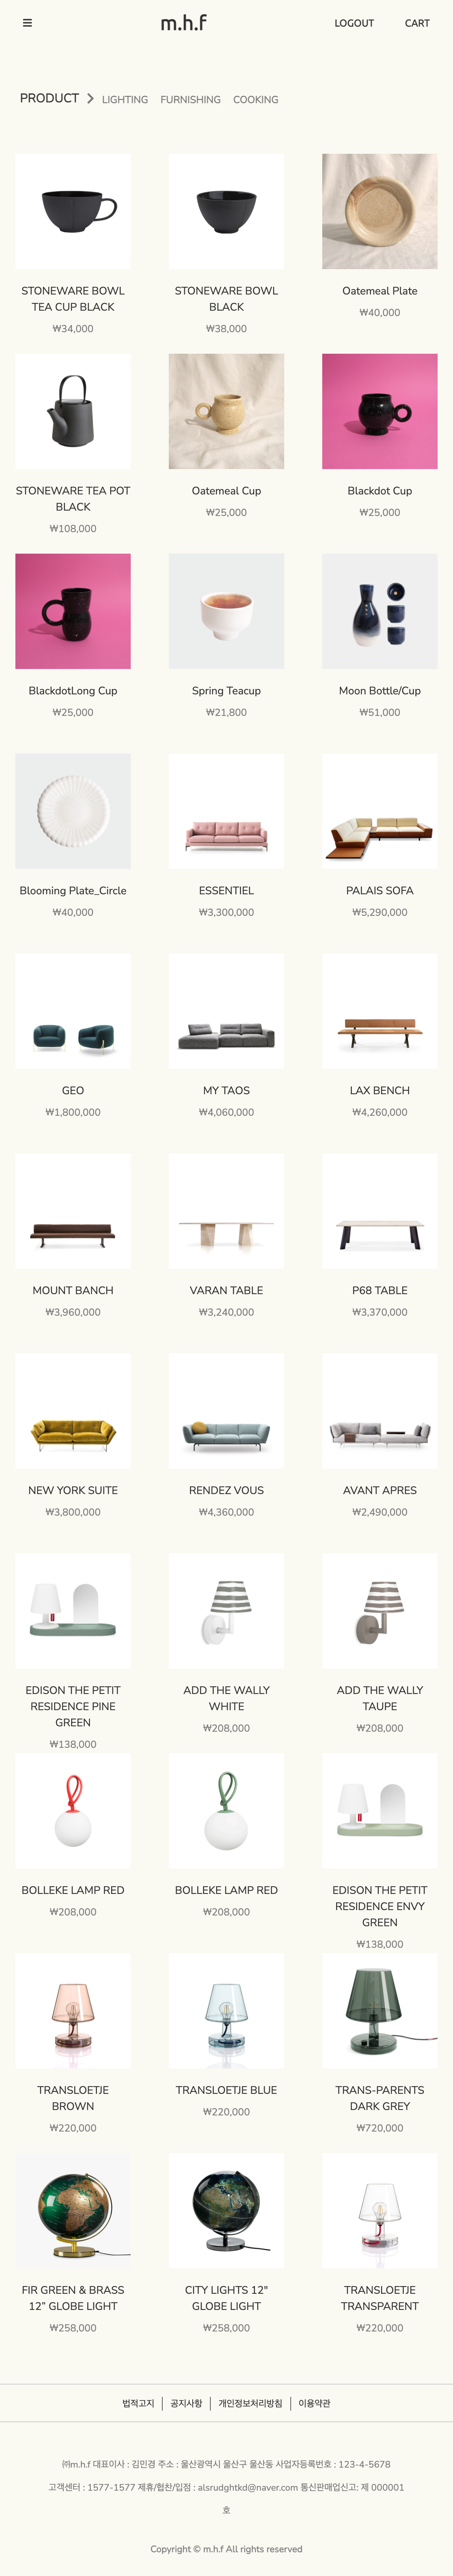 m.h.f
LOGOUT CART
PRODUCT LIGHTING FURNISHING COOKING
STONEWARE BOWL
TEA CUP BLACK
₩34,000
STONEWARE BOWL
BLACK
₩38,000
Oatemeal Plate
₩40,000
STONEWARE TEA POT
BLACK
₩108,000
Oatemeal Cup
₩25,000
Blackdot Cup
₩25,000
BlackdotLong Cup
₩25,000
Spring Teacup
₩21,800
Moon Bottle/Cup
₩51,000
Blooming Plate_Circle
₩40,000
ESSENTIEL
₩3,300,000
PALAIS SOFA
₩5,290,000
GEO
₩1,800,000
MY TAOS
₩4,060,000
LAX BENCH
₩4,260,000
MOUNT BANCH
₩3,960,000
VARAN TABLE
₩3,240,000
P68 TABLE
₩3,370,000
NEW YORK SUITE
₩3,800,000
RENDEZ VOUS
₩4,360,000
AVANT APRES
₩2,490,000
EDISON THE PETIT
RESIDENCE PINE
GREEN
₩138,000
ADD THE WALLY
WHITE
₩208,000
ADD THE WALLY
TAUPE
₩208,000
BOLLEKE LAMP RED
₩208,000
BOLLEKE LAMP RED
₩208,000
EDISON THE PETIT
RESIDENCE ENVY
GREEN
₩138,000
TRANSLOETJE
BROWN
₩220,000
TRANSLOETJE BLUE
₩220,000
TRANS-PARENTS
DARK GREY
₩720,000
FIR GREEN & BRASS
12” GLOBE LIGHT
₩258,000
CITY LIGHTS 12"
GLOBE LIGHT
₩258,000
TRANSLOETJE
TRANSPARENT
₩220,000
법적고지 공지사항 개인정보처리방침 이용약관
㈜m.h.f 대표이사 : 김민경 주소 : 울산광역시 울산구 울산동 사업자등록번호 : 123-4-5678
고객센터 : 1577-1577 제휴/협찬/입점 : alsrudghtkd@naver.com 통신판매업신고: 제 000001
호
Copyright © m.h.f All rights reserved